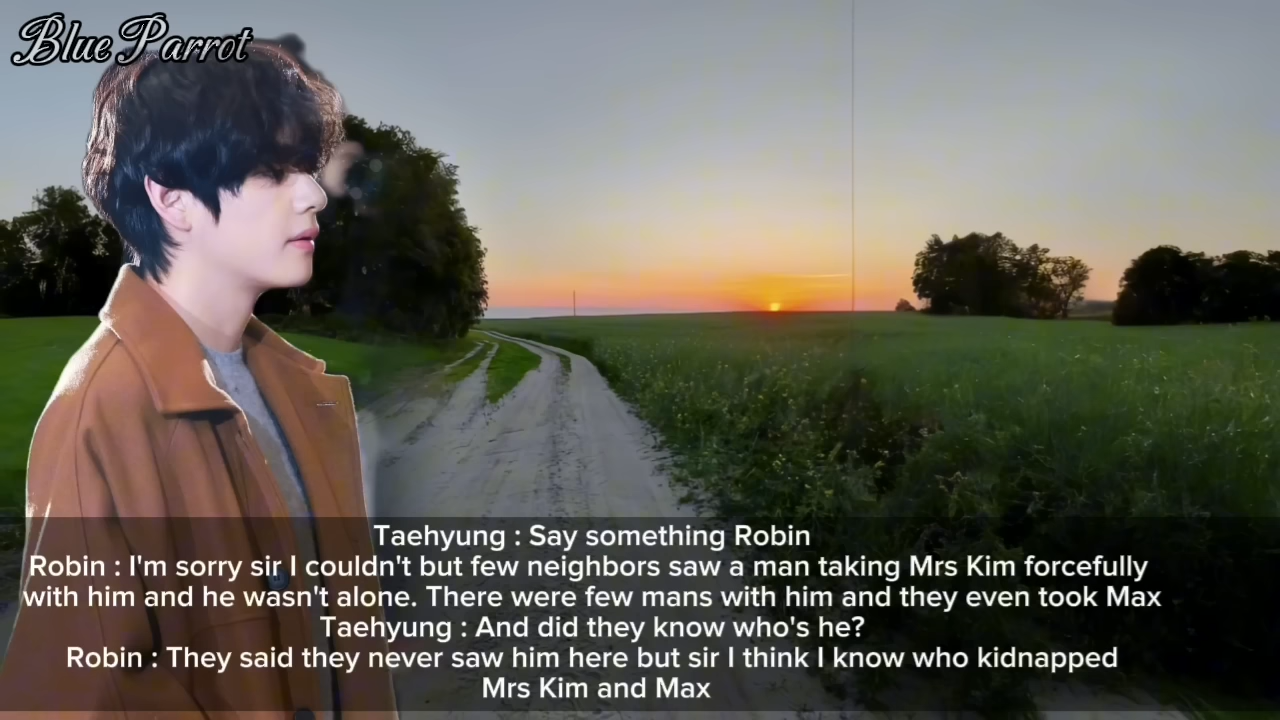 Blue Parrot
Taehyung : Say something Robin
Robin : I'm sorry sir I couldn't but few neighbors saw a man taking Mrs Kim forcefully
with him and he wasn't alone. There were few mans with him and they even took Max
Taehyung : And did they know who's he?
Robin : They said they never saw him here but sir I think I know who kidnapped
Mrs Kim and Max